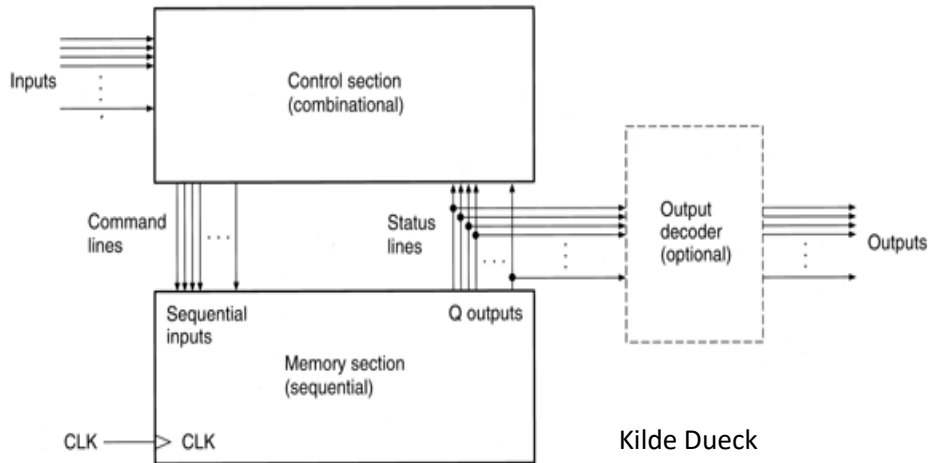 Inputs
Control section
(combinational)
Command
lines
Status
lines
Output
decoder
(optional)
Outputs
Sequential
inputs
Q outputs
Memory section
(sequential)
CLK
CLK
Kilde Dueck